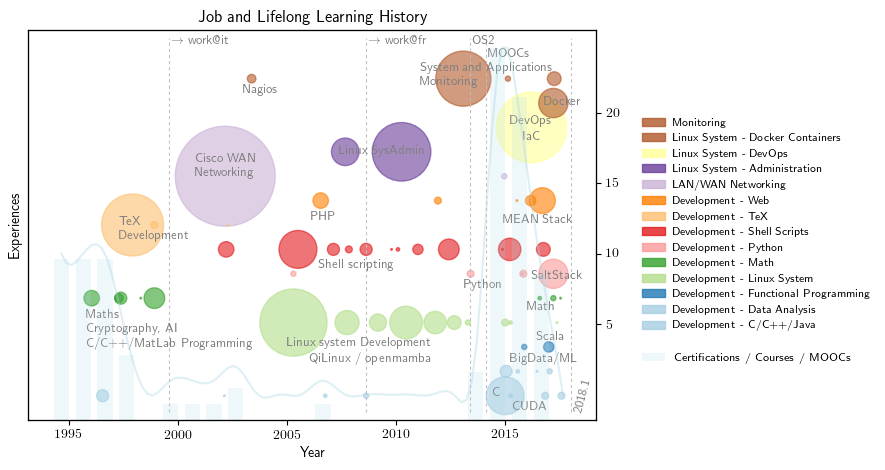 Job and Lifelong Learning History
→ work@it
→ work@fr
OS2
MOOCs
System and Applications
Monitoring
Nagios
Docker
DevOps
IaC
Linux SysAdmin
Cisco WAN
Networking
TeX
Development
PHP
MEAN Stack
Shell scripting
Python
SaltStack
Maths
Cryptography, AI
C/C++/MatLab Programming
Math
Linux system Development
QiLinux / openmamba
Scala
BigData/ML
C
CUDA
2018.1
Experiences
20
15
10
5
1995
2000
2005
2010
2015
Year
Monitoring
Linux System - Docker Containers
Linux System - DevOps
Linux System - Administration
LAN/WAN Networking
Development - Web
Development - TeX
Development - Shell Scripts
Development - Python
Development - Math
Development - Linux System
Development - Functional Programming
Development - Data Analysis
Development - C/C++/Java
Certifications / Courses / MOOCs